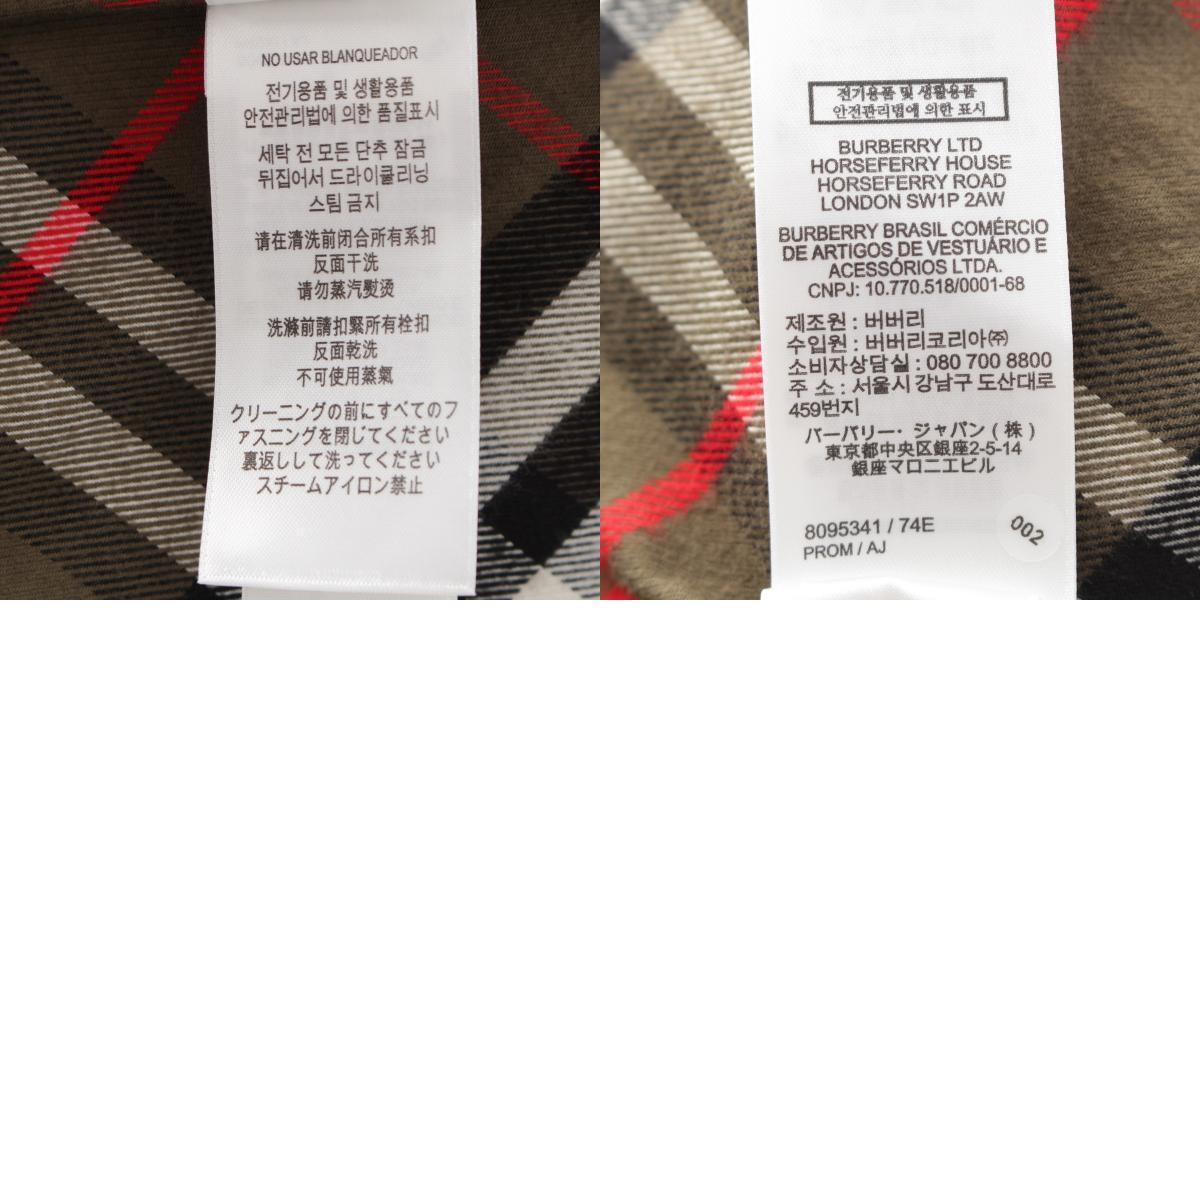 NO USAR BLANQUEADOR
전기용품 및 생활용품
안전관리법에 의한 품질표시
세탁 전 모든 단추 잠금
뒤집어서 드라이클리닝
스팀 금지
请在清洗前闭合所有系扣
反面干洗
请勿蒸汽熨烫
洗滌前請扣緊所有栓扣
反面乾洗
不可使用蒸氣
クリーニングの前にすべてのフ
ァスニングを閉じてください
裏返しして洗ってください
スチームアイロン禁止
전기용품 및 생활용품
안전관리법에 의한 표시
BURBERRY LTD
HORSEFERRY HOUSE
HORSEFERRY ROAD
LONDON SW1P 2AW
BURBERRY BRASIL COMÉRCIO
DE ARTIGOS DE VESTUÁRIO E
ACESSÓRIOS LTDA.
CNPJ: 10.770.518/0001-68
제조원 : 버버리
수입원 : 버버리코리아㈜
소비자상담실 : 080 700 8800
주 소 : 서울시 강남구 도산대로
459번지
バーバリー・ジャパン ( 株 )
東京都中央区銀座2-5-14
銀座マロニエビル
8095341 / 74E
PROM / AJ
002